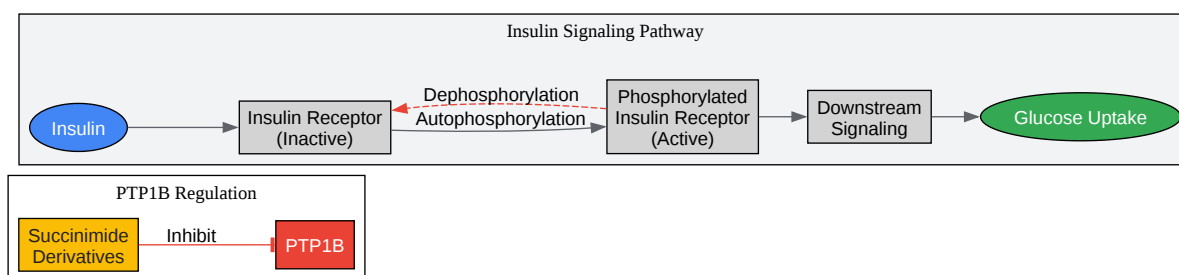 Insulin Signaling Pathway
Insulin
Insulin Receptor
(Inactive)
Dephosphorylation
Autophosphorylation
Phosphorylated
Insulin Receptor
(Active)
Downstream
Signaling
Glucose Uptake
PTP1B Regulation
Succinimide
Derivatives
Inhibit
PTP1B